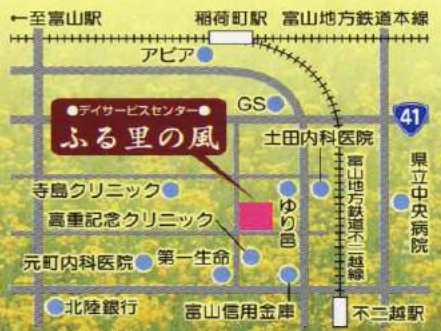 ←至富山駅
稲荷町駅
富山地方鉄道本線
アピア
GS
41
●デイサービスセンター●
ふる里の風
土田内科医院
寺島クリニック
ゆり邑
富山地方鉄道不二越線
県立中央病院
高重記念クリニック
元町内科医院
第一生命
北陸銀行
富山信用金庫
不二越駅